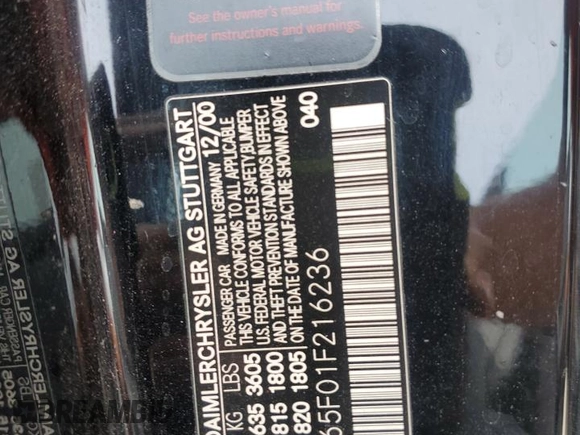 See the owner's manual for
further instructions and warnings.
DAIMLERCHRYSLER AG STUTTGART
PASSENGER CAR MADE IN GERMANY 12/00
THIS VEHICLE CONFORMS TO ALL APPLICABLE
U.S. FEDERAL MOTOR VEHICLE SAFETY BUMPER
AND THEFT PREVENTION STANDARDS IN EFFECT
ON THE DATE OF MANUFACTURE SHOWN ABOVE
KG LBS
635 3605
815 1800
820 1805
040
65F01F216236